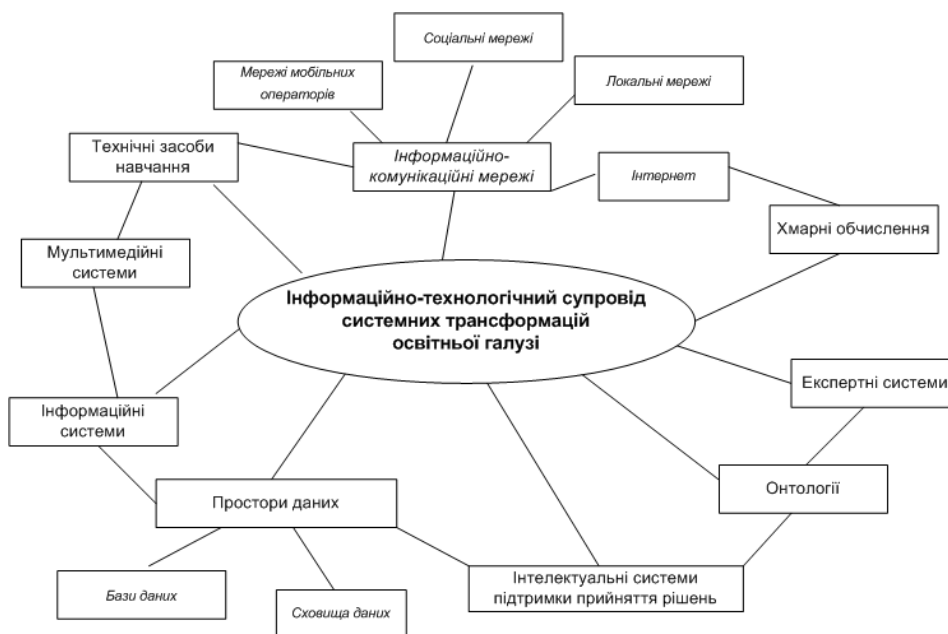 Соціальні мережі
Мережі мобільних
операторів
Локальні мережі
Технічні засоби
навчання
Інформаційно-
комунікаційні мережі
Інтернет
Хмарні обчислення
Мультимедійні
системи
Інформаційно-технологічний супровід
системних трансформацій
освітньої галузі
Експертні системи
Інформаційні
системи
Онтології
Простори даних
Інтелектуальні системи
підтримки прийняття рішень
Бази даних
Сховища даних